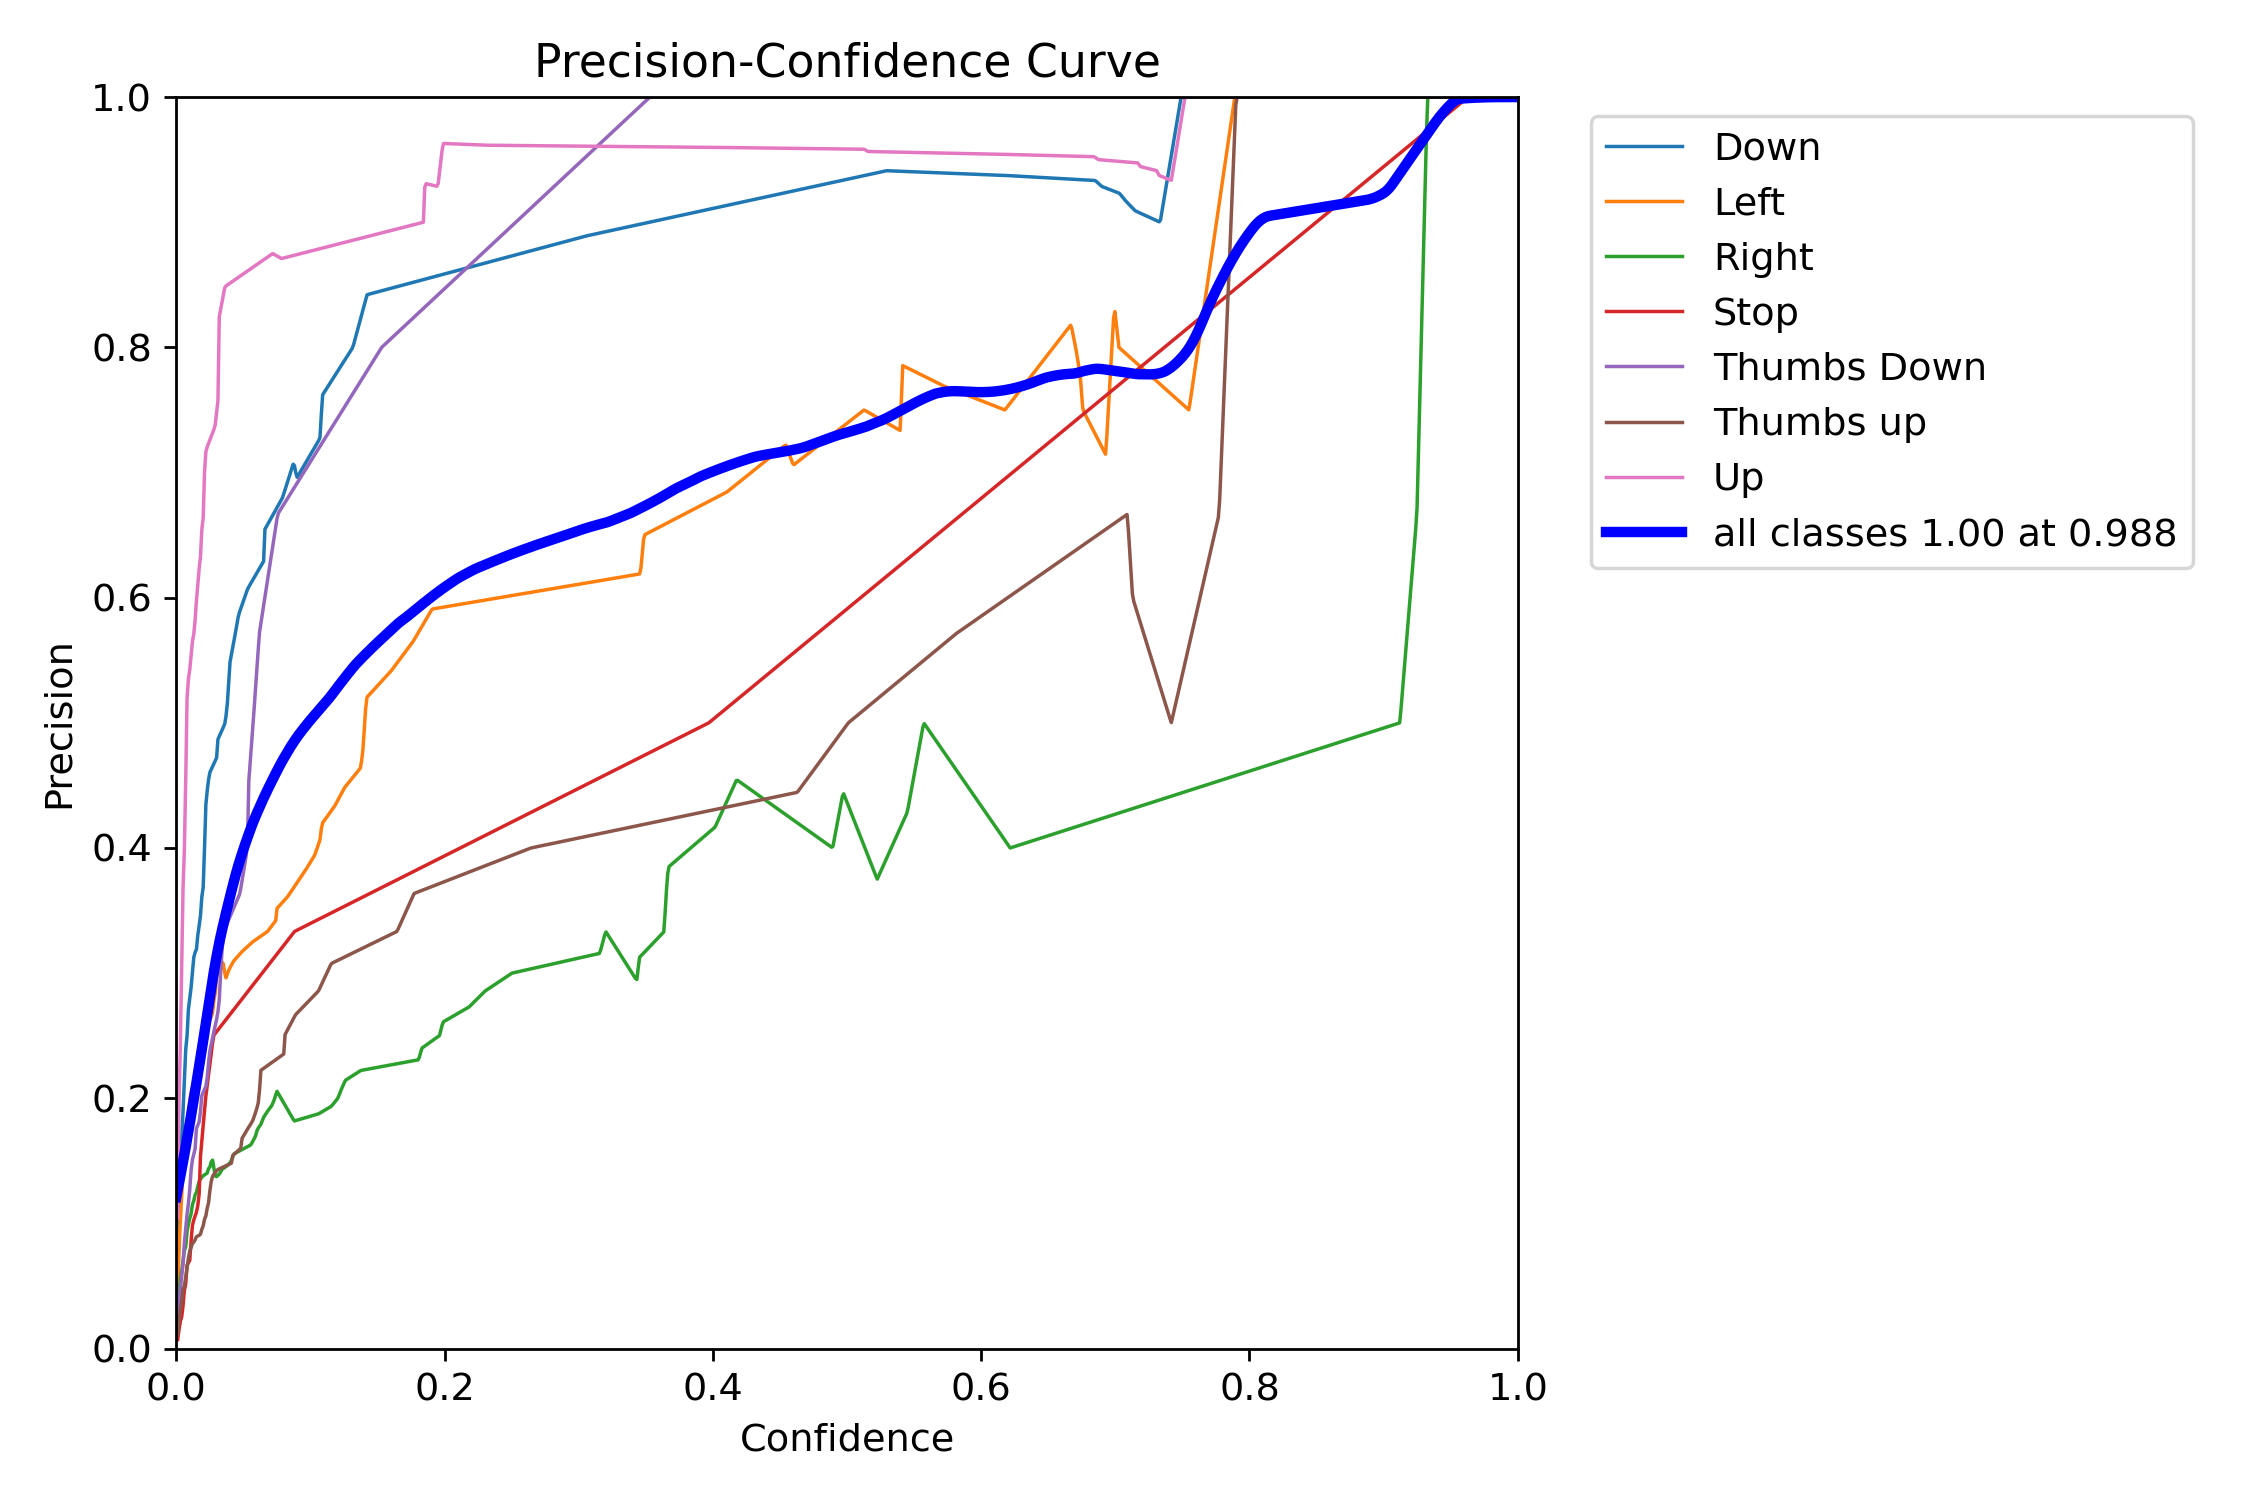 Precision-Confidence Curve
1.0
0.8
0.6
0.4
0.2
0.0
Precision
0.0 0.2 0.4 0.6 0.8 1.0
Confidence
Down
Left
Right
Stop
Thumbs Down
Thumbs up
Up
all classes 1.00 at 0.988